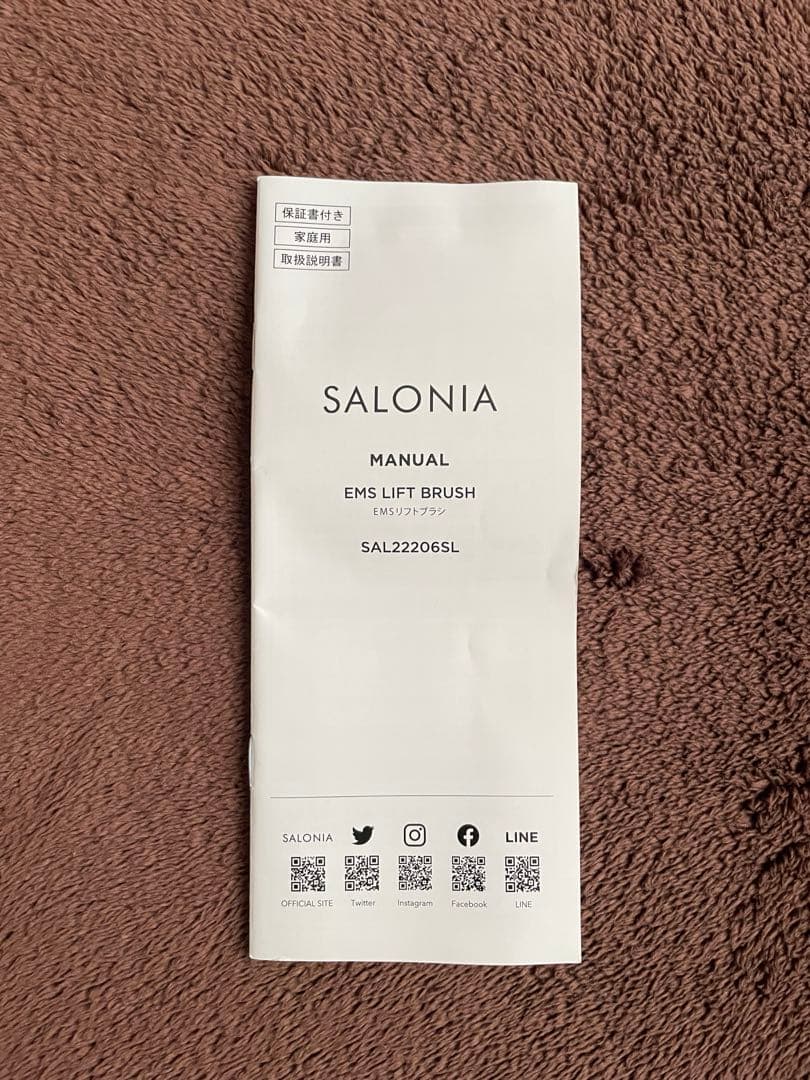 保証書付き
家庭用
取扱説明書
SALONIA
MANUAL
EMS LIFT BRUSH
EMSリフトブラシ
SAL22206SL
SALONIA LINE
OFFICIAL SITE Twitter Instagram Facebook LINE